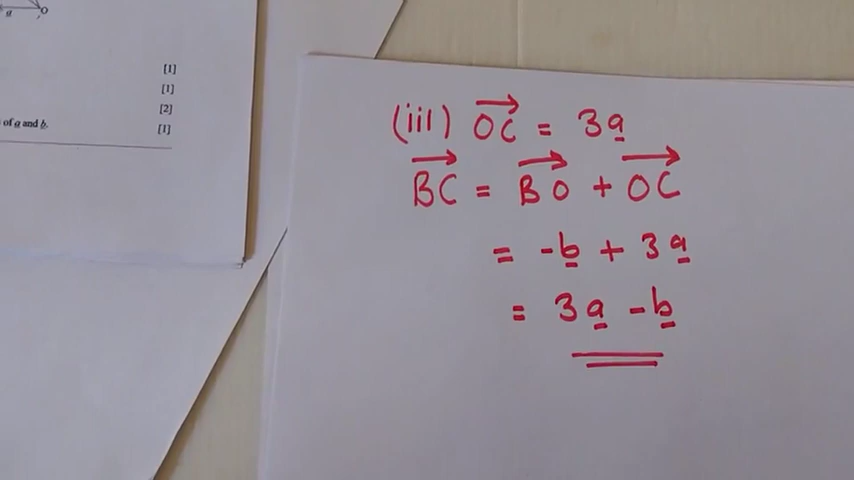 a O
[1]
[1]
[2]
of a and b. [1]
(iii) OC = 3a
BC = BO + OC
= -b + 3a
= 3a - b